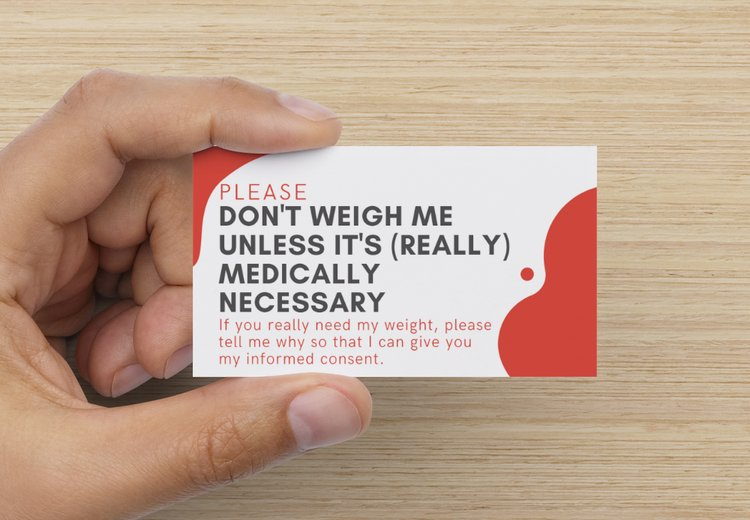 PLEASE
DON'T WEIGH ME
UNLESS IT'S (REALLY)
MEDICALLY
NECESSARY
If you really need my weight, please
tell me why so that I can give you
my informed consent.